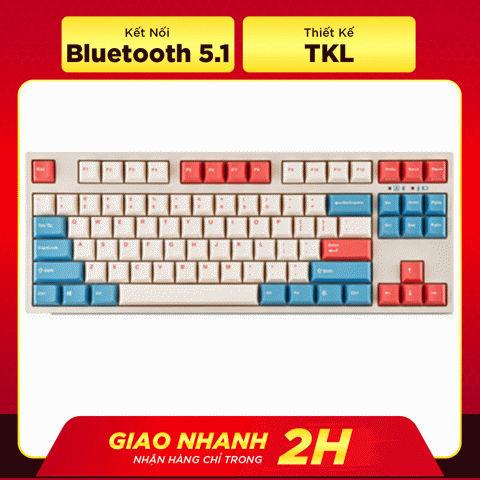 Kết Nối
Bluetooth 5.1
Thiết Kế
TKL
GIAO NHANH 2H
NHẬN HÀNG CHỈ TRONG